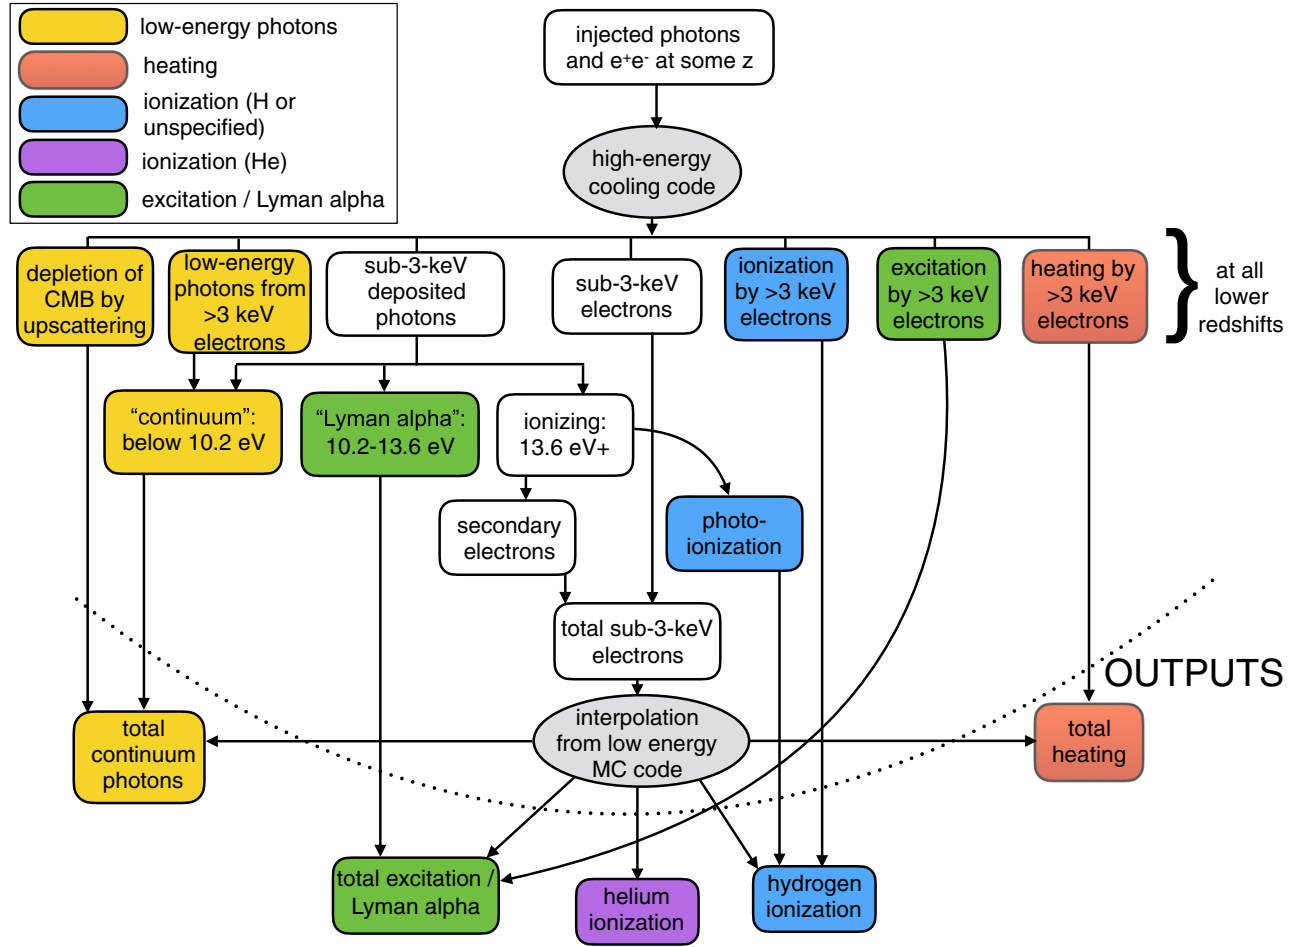 low-energy photons
heating
ionization (H or
unspecified)
ionization (He)
excitation / Lyman alpha
injected photons
and e⁺e⁻ at some z
high-energy
cooling code
depletion of
CMB by
upscattering
low-energy
photons from
>3 keV
electrons
sub-3-keV
deposited
photons
sub-3-keV
electrons
ionization
by >3 keV
electrons
excitation
by >3 keV
electrons
heating by
>3 keV
electrons
}
at all
lower
redshifts
“continuum”:
below 10.2 eV
“Lyman alpha”:
10.2-13.6 eV
ionizing:
13.6 eV+
secondary
electrons
photo-
ionization
total sub-3-keV
electrons
OUTPUTS
total
continuum
photons
interpolation
from low energy
MC code
total
heating
total excitation /
Lyman alpha
helium
ionization
hydrogen
ionization